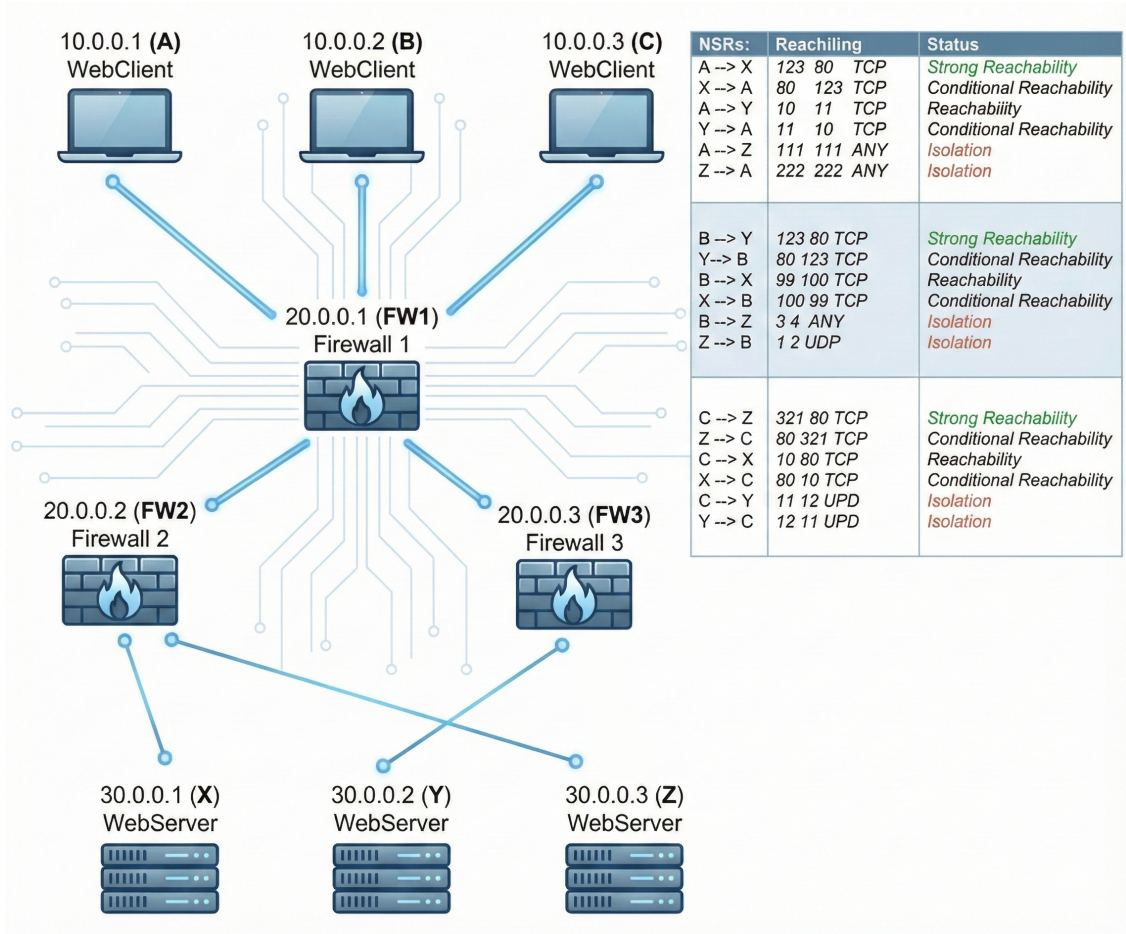 10.0.0.1 (A)
WebClient
10.0.0.2 (B)
WebClient
10.0.0.3 (C)
WebClient
20.0.0.1 (FW1)
Firewall 1
20.0.0.2 (FW2)
Firewall 2
20.0.0.3 (FW3)
Firewall 3
30.0.0.1 (X)
WebServer
30.0.0.2 (Y)
WebServer
30.0.0.3 (Z)
WebServer
NSRs: Reachiling Status
A --> X 123 80 TCP Strong Reachability
X --> A 80 123 TCP Conditional Reachability
A --> Y 10 11 TCP Reachability
Y --> A 11 10 TCP Conditional Reachability
A --> Z 111 111 ANY Isolation
Z --> A 222 222 ANY Isolation
B --> Y 123 80 TCP Strong Reachability
Y--> B 80 123 TCP Conditional Reachability
B --> X 99 100 TCP Reachability
X --> B 100 99 TCP Conditional Reachability
B --> Z 3 4 ANY Isolation
Z --> B 1 2 UDP Isolation
C --> Z 321 80 TCP Strong Reachability
Z --> C 80 321 TCP Conditional Reachability
C --> X 10 80 TCP Reachability
X --> C 80 10 TCP Conditional Reachability
C --> Y 11 12 UPD Isolation
Y --> C 12 11 UPD Isolation